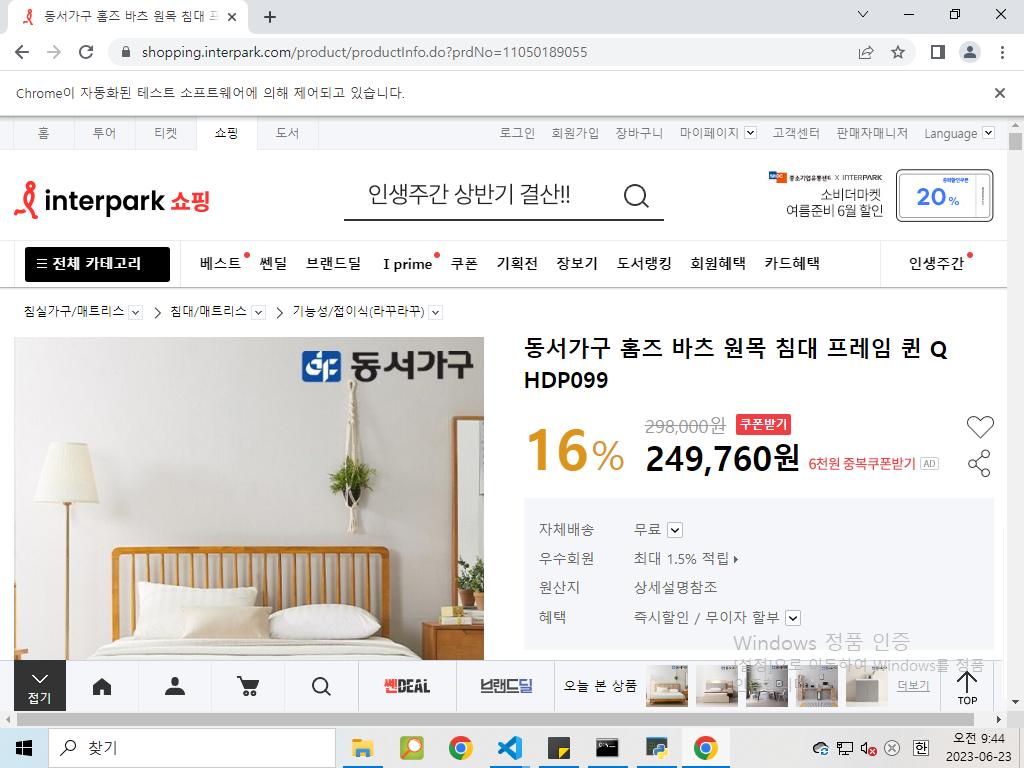 동서가구 홈즈 바츠 원목 침대 프
shopping.interpark.com/product/productInfo.do?prdNo=11050189055
Chrome이 자동화된 테스트 소프트웨어에 의해 제어되고 있습니다.
홈 투어 티켓 쇼핑 도서 로그인 회원가입 장바구니 마이페이지 고객센터 판매자매니저 Language
interpark 쇼핑
인생주간 상반기 결산!!
중소기업유통센터 X INTERPARK
소비더마켓
여름준비 6월 할인
20%
전체 카테고리 베스트 쎈딜 브랜드딜 I prime 쿠폰 기획전 장보기 도서랭킹 회원혜택 카드혜택 인생주간
침실가구/매트리스 침대/매트리스 기능성/접이식(라꾸라꾸)
동서가구
동서가구 홈즈 바츠 원목 침대 프레임 퀸 Q
HDP099
16%
298,000원 쿠폰받기
249,760원 6천원 중복쿠폰받기 AD
자체배송 무료
우수회원 최대 1.5% 적립
원산지 상세설명참조
혜택 즉시할인 / 무이자 할부
Windows 정품 인증
[설정]으로 이동하여 Windows를 정품
접기 쎈DEAL 브랜드딜 오늘 본 상품 더보기 TOP
찾기
한
오전 9:44
2023-06-23